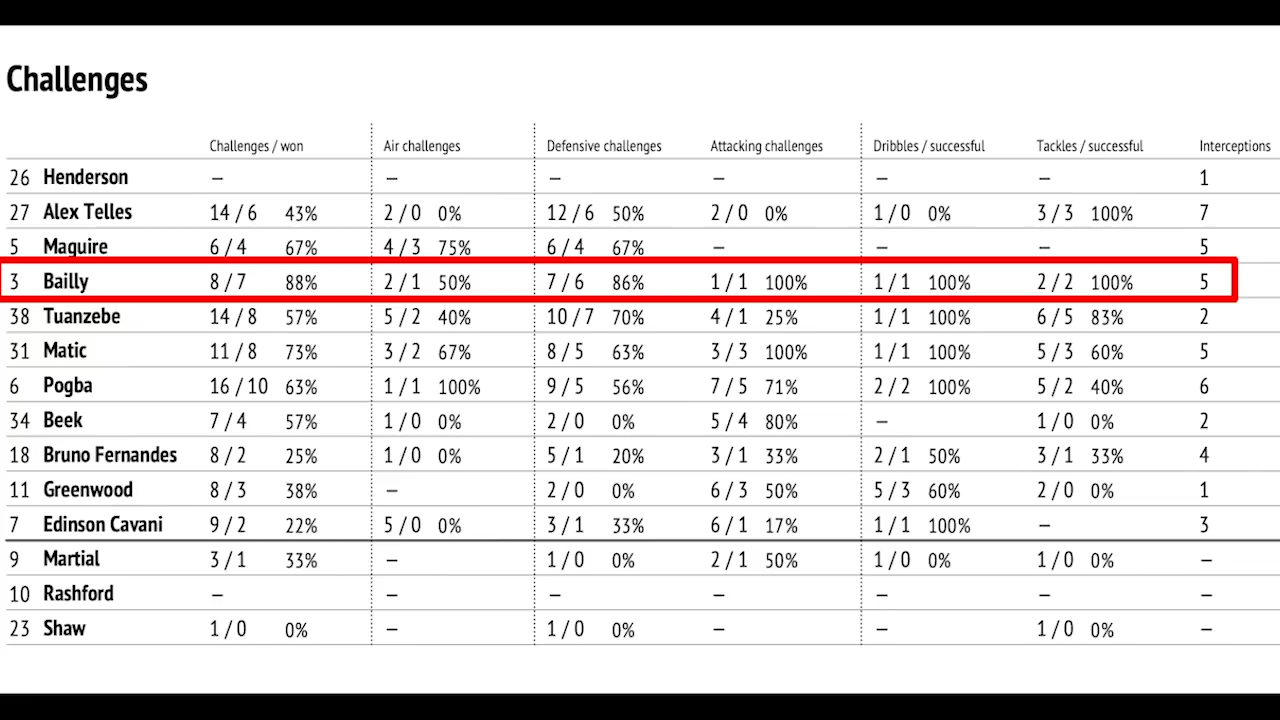 Challenges
Challenges / won Air challenges Defensive challenges Attacking challenges Dribbles / successful Tackles / successful Interceptions
26 Henderson — — — — — — 1
27 Alex Telles 14 / 6 43% 2 / 0 0% 12 / 6 50% 2 / 0 0% 1 / 0 0% 3 / 3 100% 7
5 Maguire 6 / 4 67% 4 / 3 75% 6 / 4 67% — — — 5
3 Bailly 8 / 7 88% 2 / 1 50% 7 / 6 86% 1 / 1 100% 1 / 1 100% 2 / 2 100% 5
38 Tuanzebe 14 / 8 57% 5 / 2 40% 10 / 7 70% 4 / 1 25% 1 / 1 100% 6 / 5 83% 2
31 Matic 11 / 8 73% 3 / 2 67% 8 / 5 63% 3 / 3 100% 1 / 1 100% 5 / 3 60% 5
6 Pogba 16 / 10 63% 1 / 1 100% 9 / 5 56% 7 / 5 71% 2 / 2 100% 5 / 2 40% 6
34 Beek 7 / 4 57% 1 / 0 0% 2 / 0 0% 5 / 4 80% — 1 / 0 0% 2
18 Bruno Fernandes 8 / 2 25% 1 / 0 0% 5 / 1 20% 3 / 1 33% 2 / 1 50% 3 / 1 33% 4
11 Greenwood 8 / 3 38% — 2 / 0 0% 6 / 3 50% 5 / 3 60% 2 / 0 0% 1
7 Edinson Cavani 9 / 2 22% 5 / 0 0% 3 / 1 33% 6 / 1 17% 1 / 1 100% — 3
9 Martial 3 / 1 33% — 1 / 0 0% 2 / 1 50% 1 / 0 0% 1 / 0 0% —
10 Rashford — — — — — — —
23 Shaw 1 / 0 0% — 1 / 0 0% — — 1 / 0 0% —